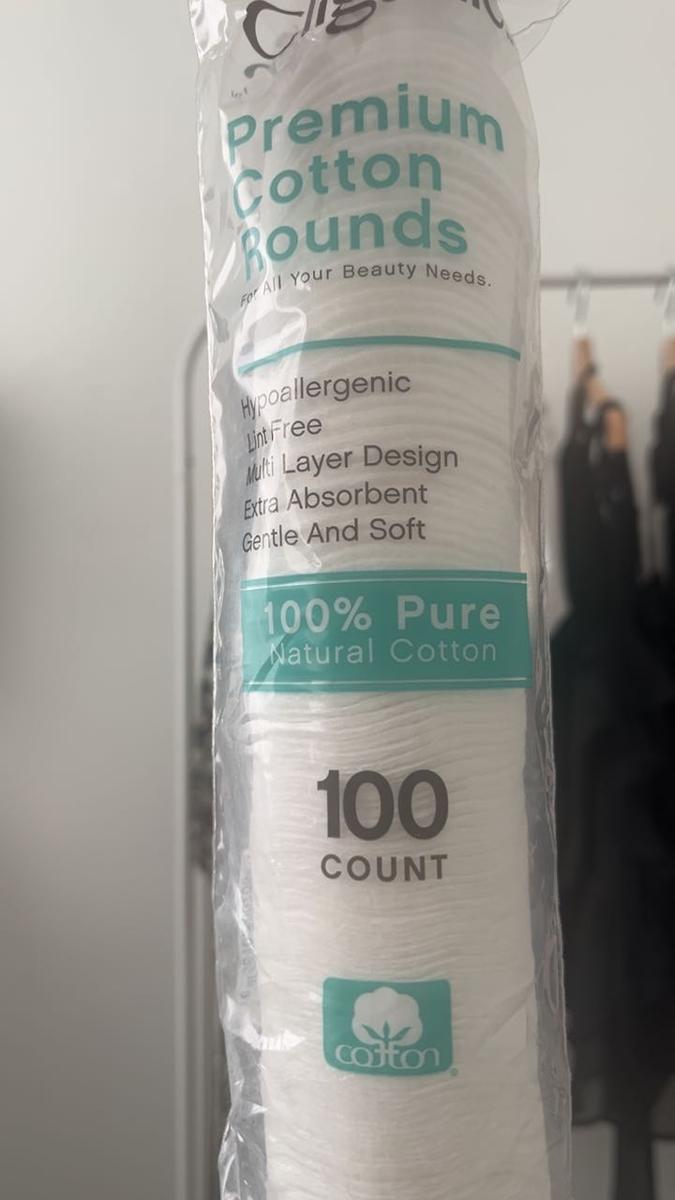 Premium
Cotton
Rounds
For All Your Beauty Needs.
Hypoallergenic
Lint Free
Multi Layer Design
Extra Absorbent
Gentle And Soft
100% Pure
Natural Cotton
100
COUNT
cotton
®